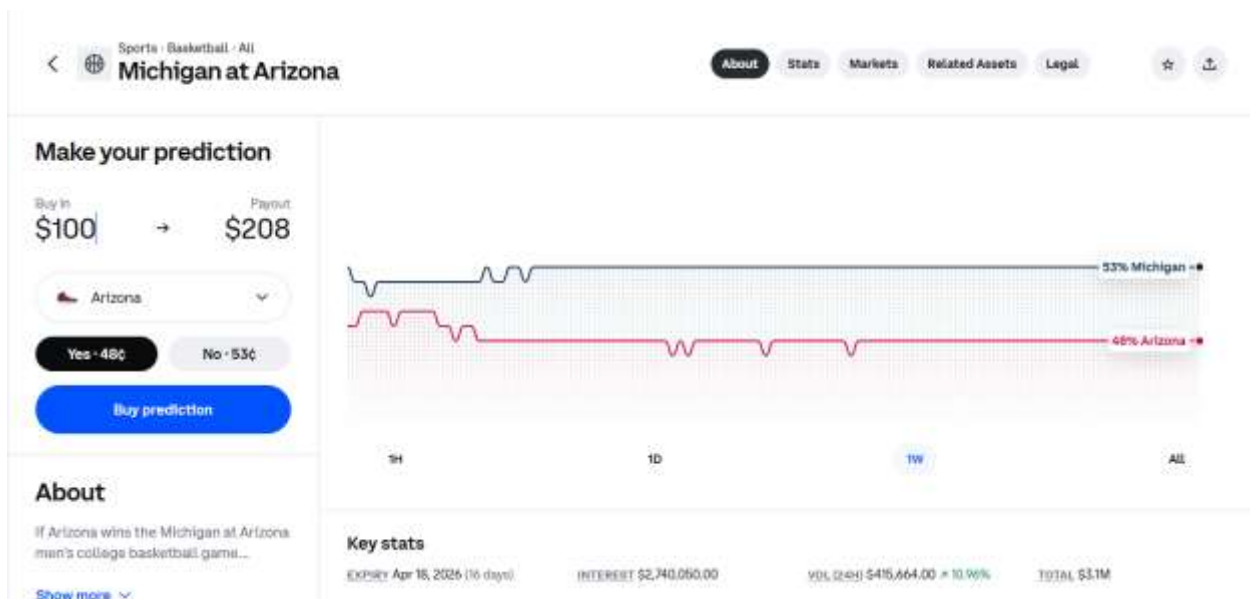 Sports · Basketball · All
Michigan at Arizona
About
Stats
Markets
Related Assets
Legal
Make your prediction
Buy in
Payout
$100
→
$208
Arizona
Yes · 48¢
No · 53¢
Buy prediction
About
If Arizona wins the Michigan at Arizona
men's college basketball game...
Show more
53% Michigan
48% Arizona
1H
1D
1W
All
Key stats
EXPIRY Apr 18, 2026 (16 days)
INTEREST $2,740,050.00
VOL (24H) $415,664.00 ↗ 10.96%
TOTAL $3.1M